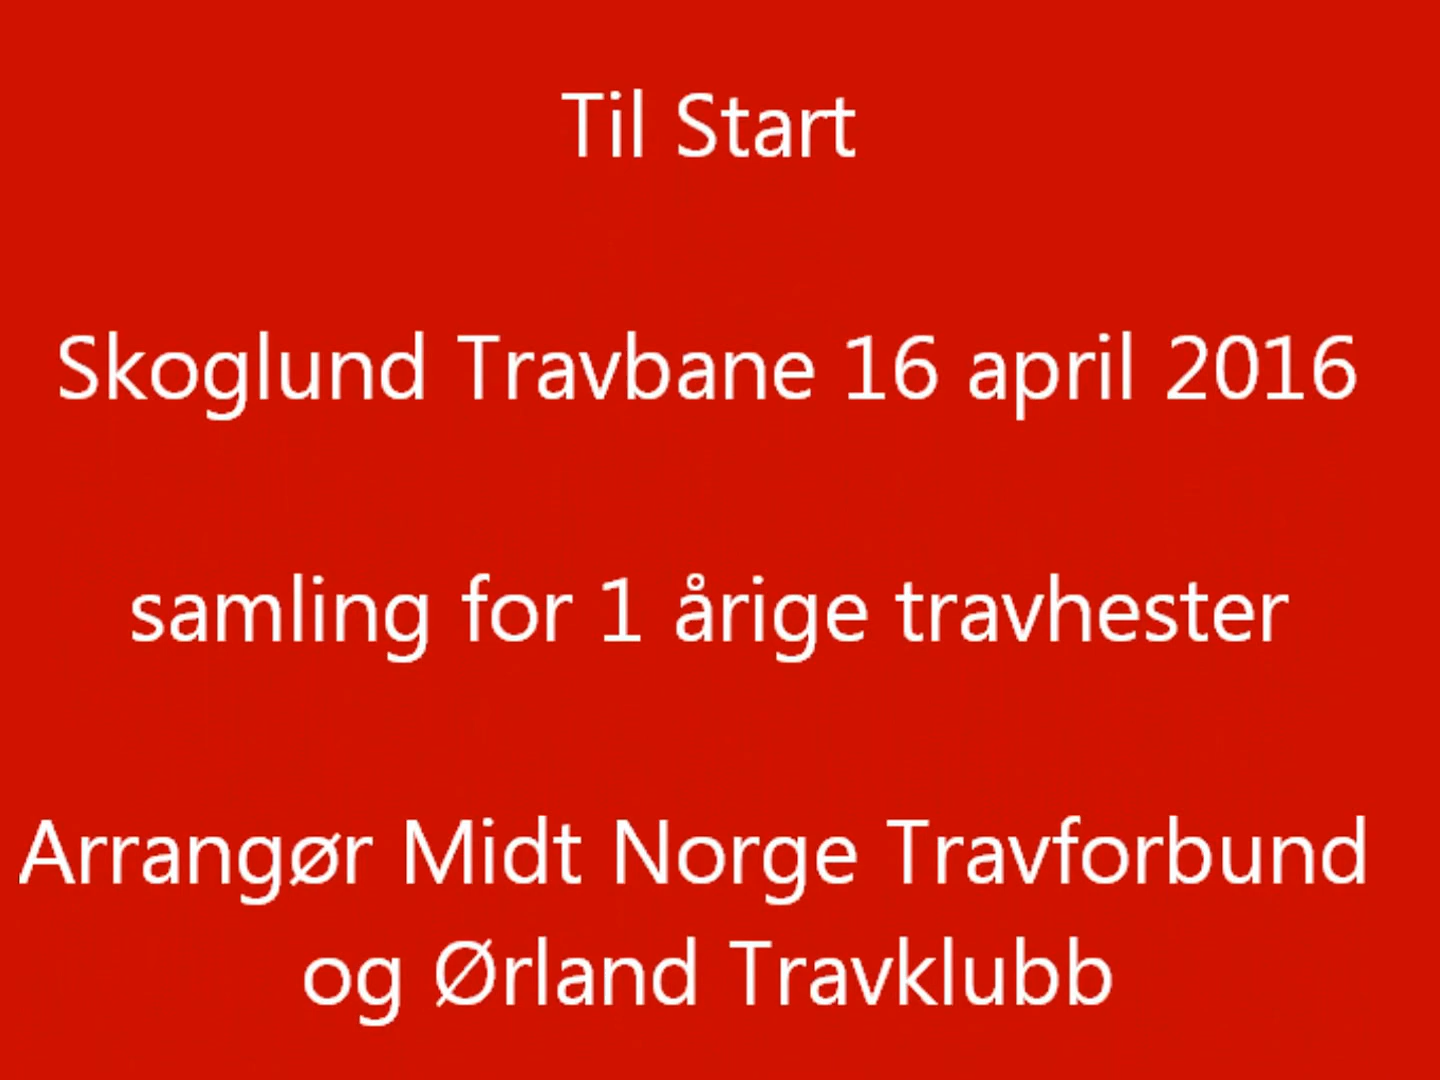 Til Start
Skoglund Travbane 16 april 2016
samling for 1 årige travhester
Arrangør Midt Norge Travforbund
og Ørland Travklubb